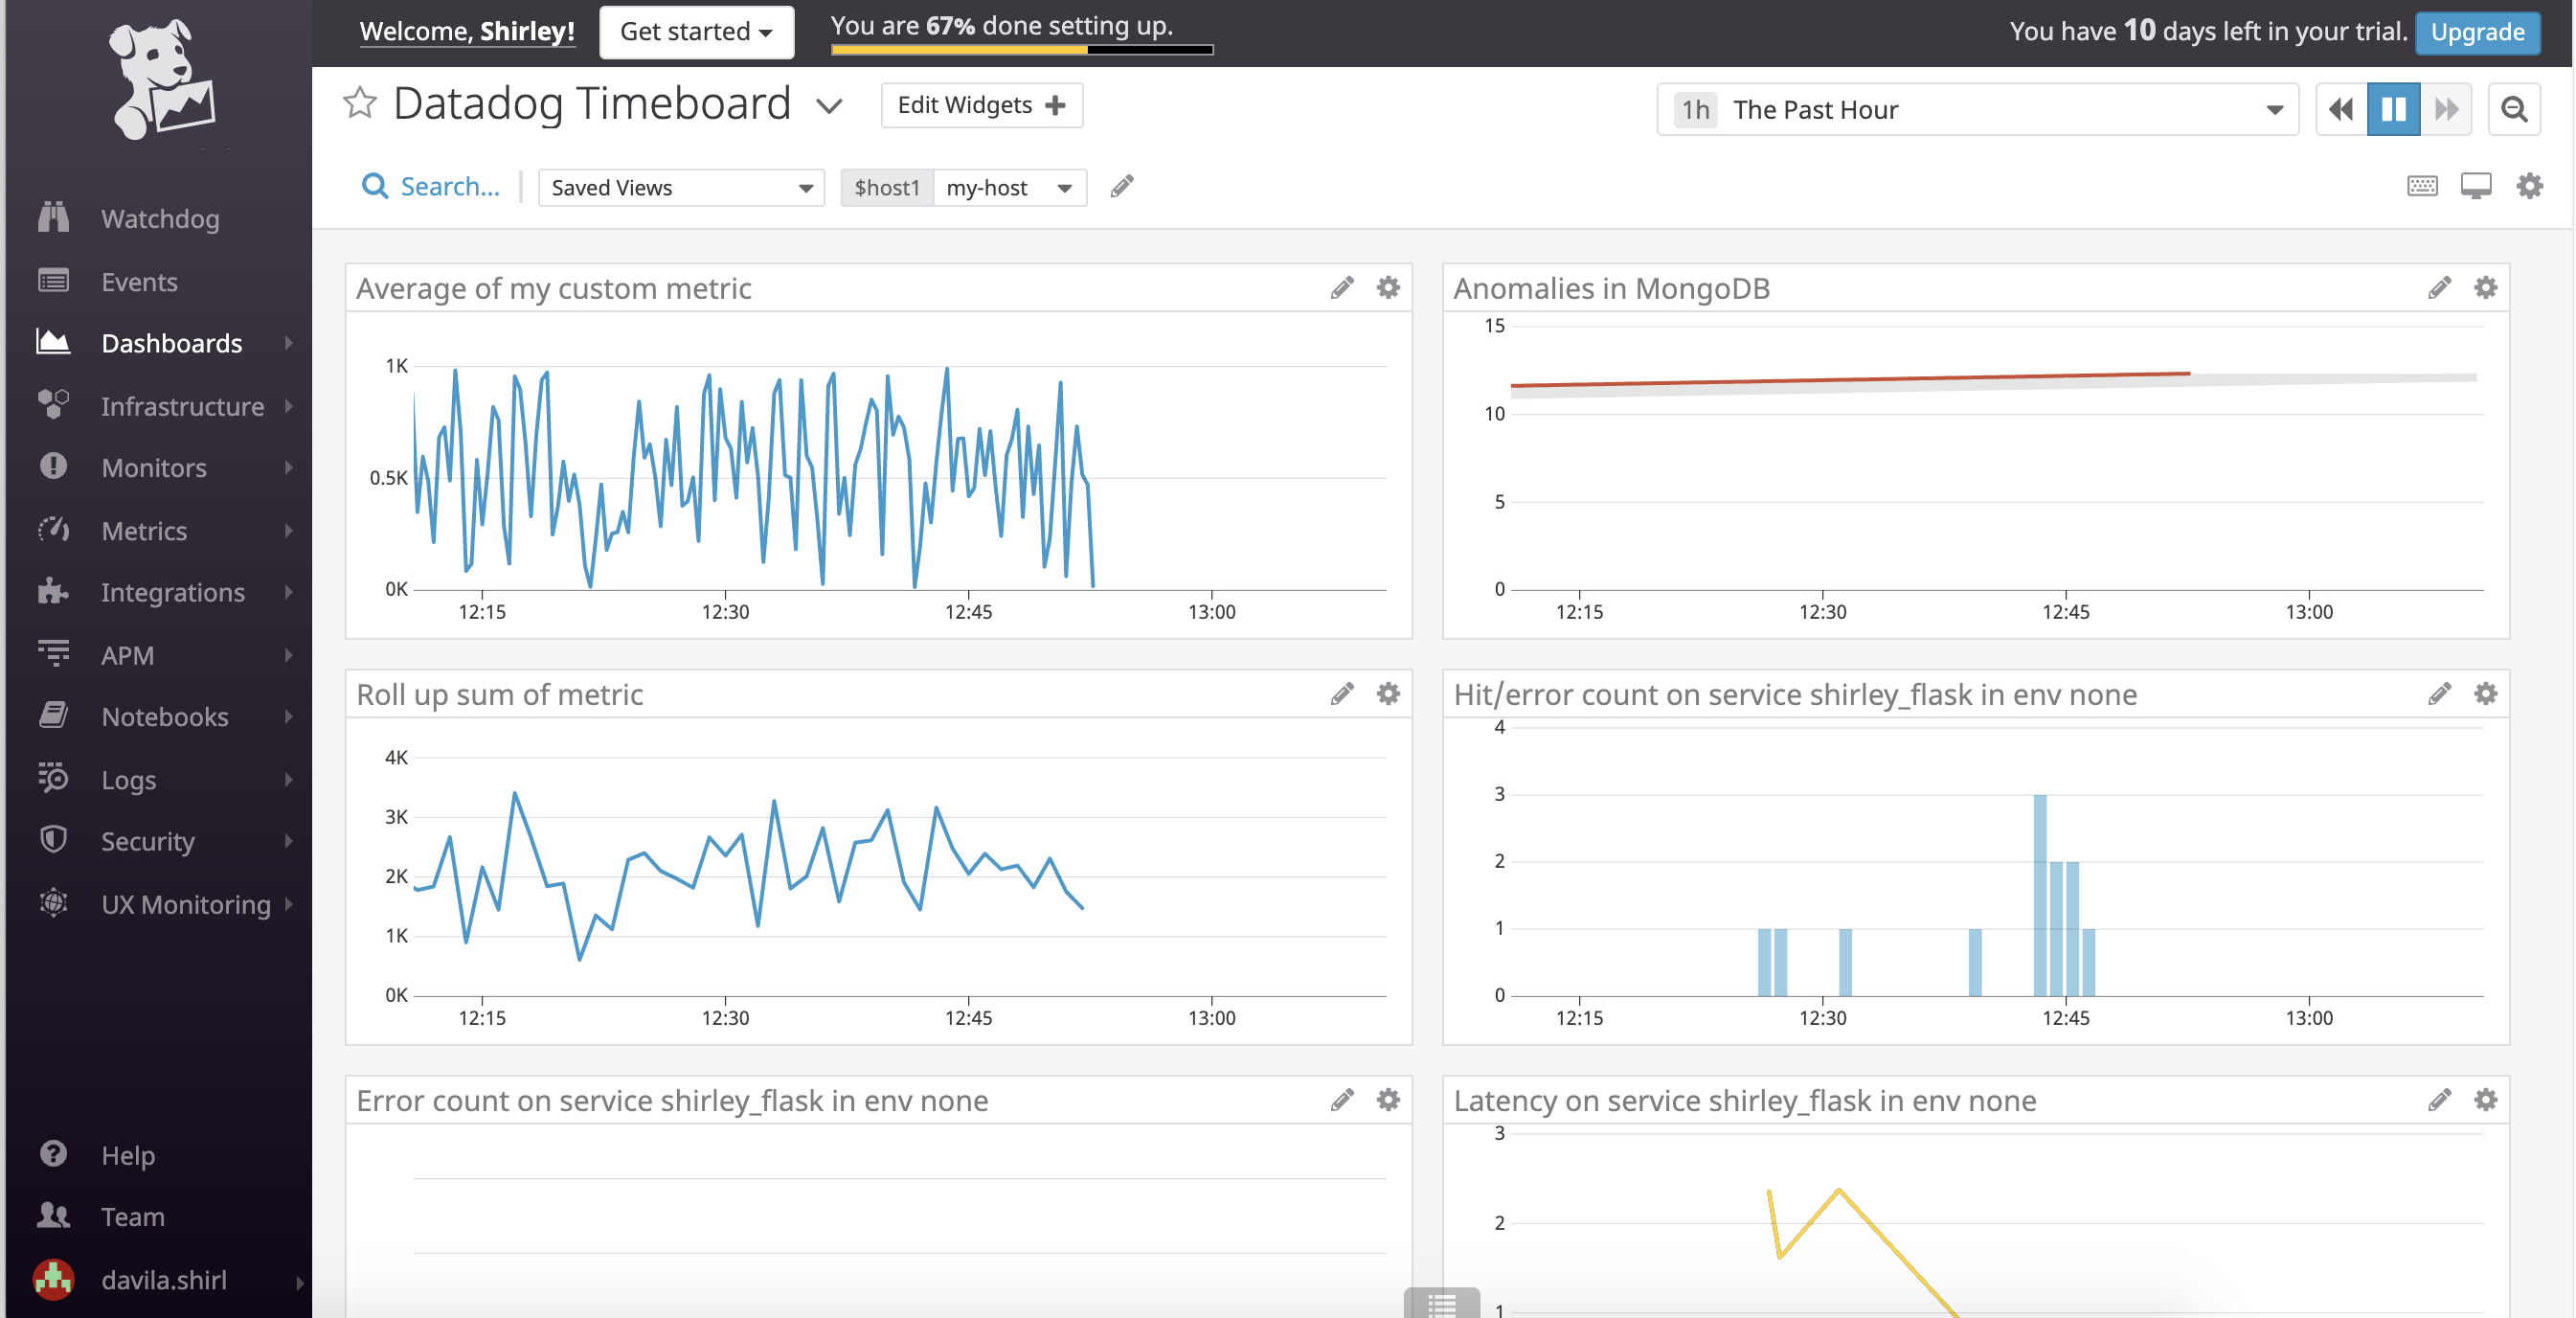 Welcome, Shirley!
Get started
You are 67% done setting up.
You have 10 days left in your trial.
Upgrade
Datadog Timeboard
Edit Widgets
1h The Past Hour
Search...
Saved Views
$host1 my-host
Watchdog
Events
Dashboards
Infrastructure
Monitors
Metrics
Integrations
APM
Notebooks
Logs
Security
UX Monitoring
Help
Team
davila.shirl
Average of my custom metric
1K
0.5K
0K
12:15 12:30 12:45 13:00
Anomalies in MongoDB
15
10
5
0
12:15 12:30 12:45 13:00
Roll up sum of metric
4K
3K
2K
1K
0K
12:15 12:30 12:45 13:00
Hit/error count on service shirley_flask in env none
4
3
2
1
0
12:15 12:30 12:45 13:00
Error count on service shirley_flask in env none
Latency on service shirley_flask in env none
3
2
1